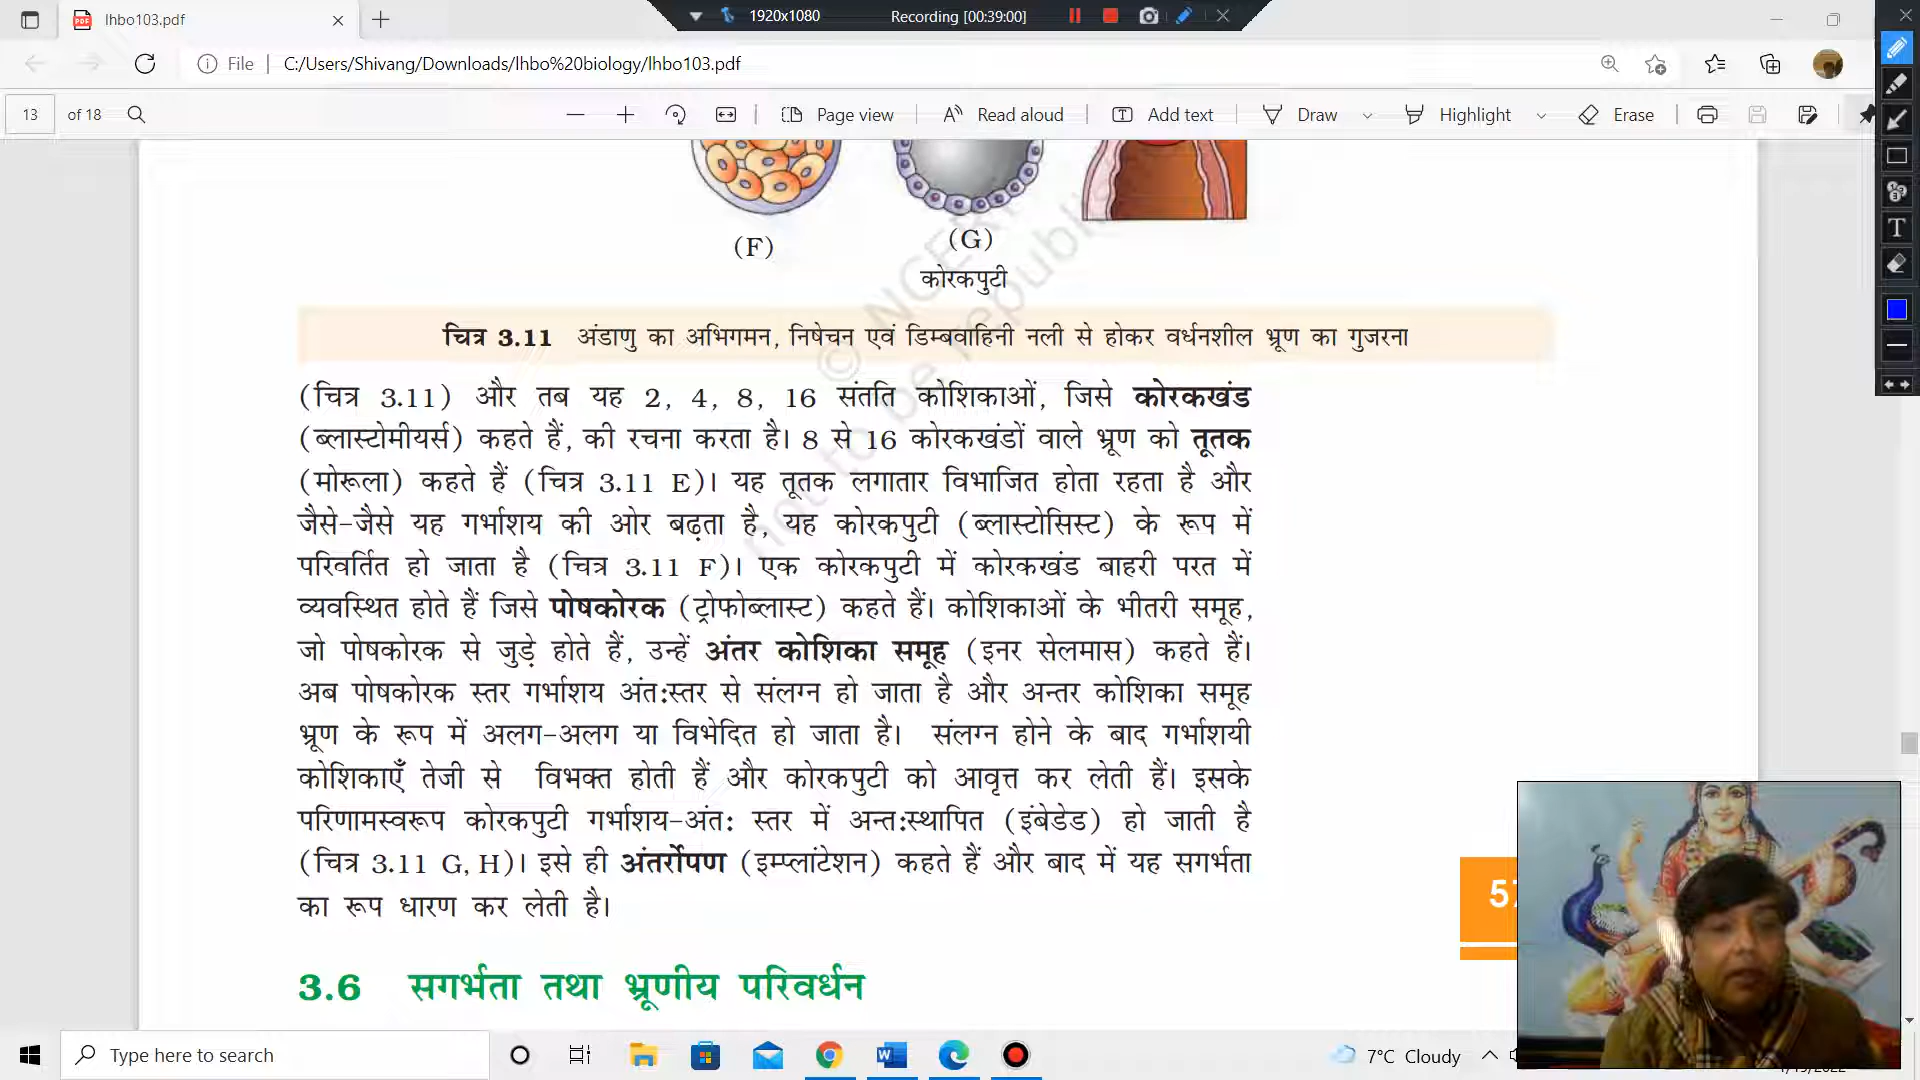 lhbo103.pdf
1920x1080
Recording [00:39:00]
File
C:/Users/Shivang/Downloads/lhbo%20biology/lhbo103.pdf
13 of 18
Page view
Read aloud
Add text
Draw
Highlight
Erase
(F)
(G)
कोरकपुटी
चित्र 3.11 अंडाणु का अभिगमन, निषेचन एवं डिम्बवाहिनी नली से होकर वर्धनशील भ्रूण का गुजरना
(चित्र 3.11) और तब यह 2, 4, 8, 16 संतति कोशिकाओं, जिसे कोरकखंड
(ब्लास्टोमीयर्स) कहते हैं, की रचना करता है। 8 से 16 कोरकखंडों वाले भ्रूण को तूतक
(मोरूला) कहते हैं (चित्र 3.11 E)। यह तूतक लगातार विभाजित होता रहता है और
जैसे-जैसे यह गर्भाशय की ओर बढ़ता है, यह कोरकपुटी (ब्लास्टोसिस्ट) के रूप में
परिवर्तित हो जाता है (चित्र 3.11 F)। एक कोरकपुटी में कोरकखंड बाहरी परत में
व्यवस्थित होते हैं जिसे पोषकोरक (ट्रोफोब्लास्ट) कहते हैं। कोशिकाओं के भीतरी समूह,
जो पोषकोरक से जुड़े होते हैं, उन्हें अंतर कोशिका समूह (इनर सेलमास) कहते हैं।
अब पोषकोरक स्तर गर्भाशय अंत:स्तर से संलग्न हो जाता है और अन्तर कोशिका समूह
भ्रूण के रूप में अलग-अलग या विभेदित हो जाता है। संलग्न होने के बाद गर्भाशयी
कोशिकाएँ तेजी से विभक्त होती हैं और कोरकपुटी को आवृत्त कर लेती हैं। इसके
परिणामस्वरूप कोरकपुटी गर्भाशय-अंत: स्तर में अन्त:स्थापित (इंबेडेड) हो जाती है
(चित्र 3.11 G, H)। इसे ही अंतर्रोपण (इम्प्लांटेशन) कहते हैं और बाद में यह सगर्भता
का रूप धारण कर लेती है।
3.6 सगर्भता तथा भ्रूणीय परिवर्धन
Type here to search
7°C Cloudy